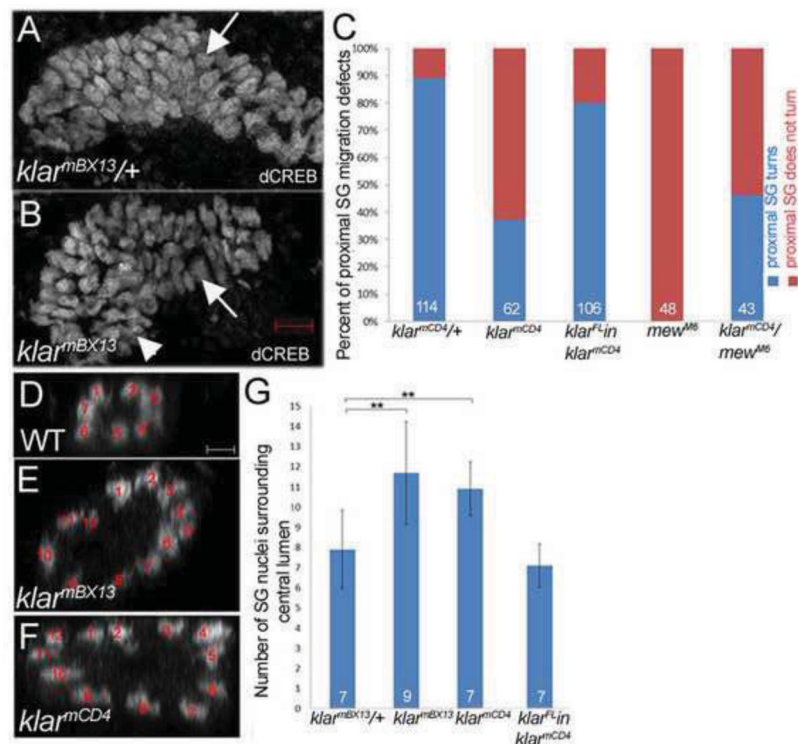 A
klar^mBX13/+
dCREB
B
klar^mBX13
dCREB
C
Percent of proximal SG migration defects
100%
90%
80%
70%
60%
50%
40%
30%
20%
10%
0%
114
62
106
48
43
klar^mCD4/+
klar^mCD4
klar^FL in
klar^mCD4
mew^M6
klar^mCD4/
mew^M6
proximal SG turns
proximal SG does not turn
D
WT
E
klar^mBX13
F
klar^mCD4
G
Number of SG nuclei surrounding
central lumen
15
14
13
12
11
10
9
8
7
6
5
4
3
2
1
0
**
**
7
9
7
7
klar^mBX13/+
klar^mBX13
klar^mCD4
klar^FL in
klar^mCD4